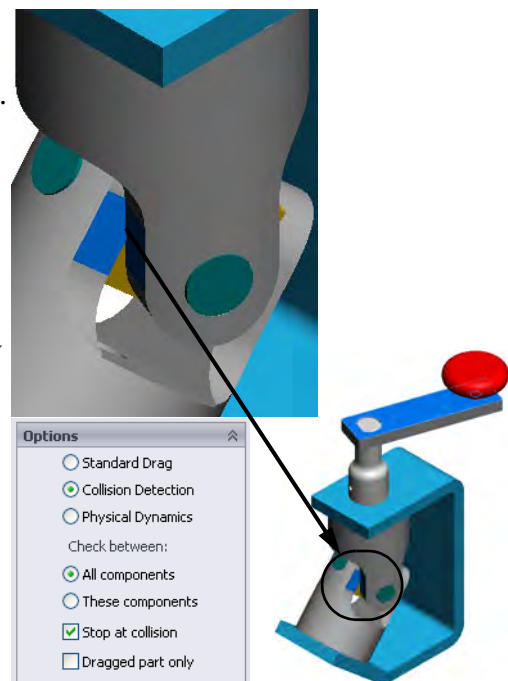 Options
Standard Drag
Collision Detection
Physical Dynamics
Check between:
All components
These components
Stop at collision
Dragged part only